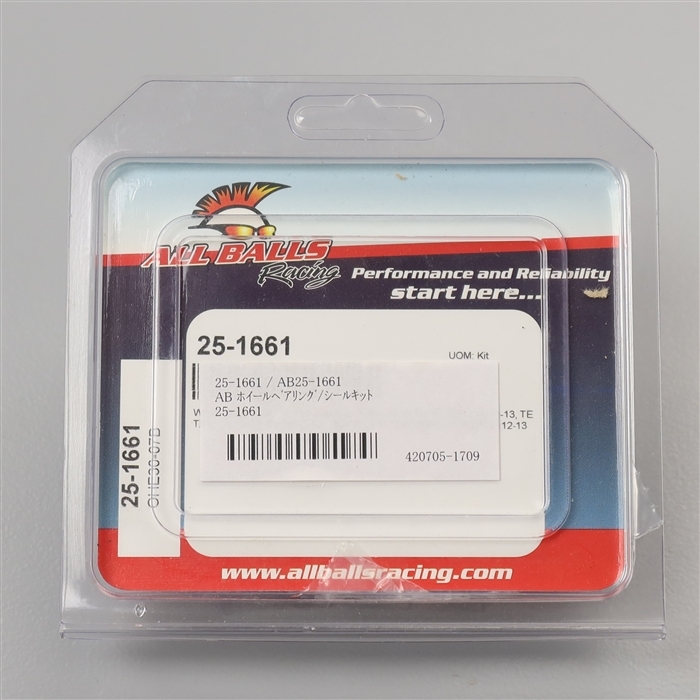 ALL BALLS
Racing
Performance and Reliability
start here...
25-1661
UOM: Kit
25-1661 / AB25-1661
AB ホイールベアリング/シールキット
25-1661
-13, TE
12-13
420705-1709
25-1661
www.allballsracing.com